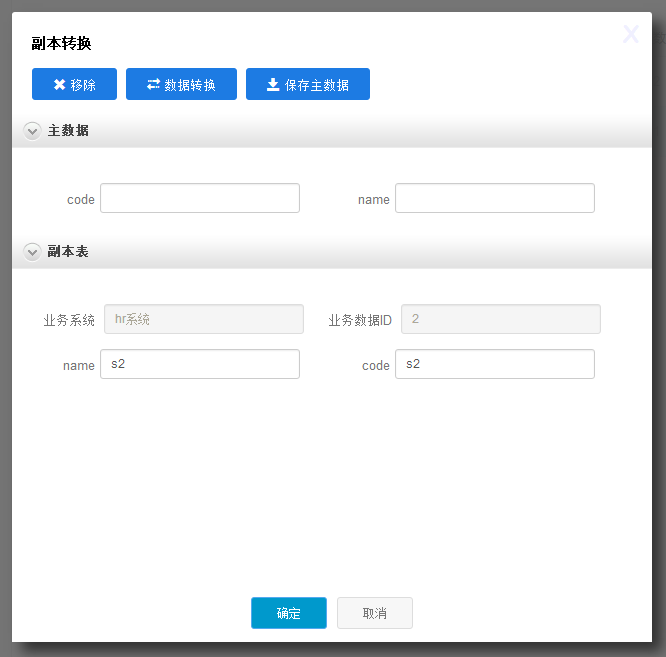 副本转换
移除 数据转换 保存主数据
主数据
code name
副本表
业务系统 hr系统 业务数据ID 2
name s2 code s2
确定 取消